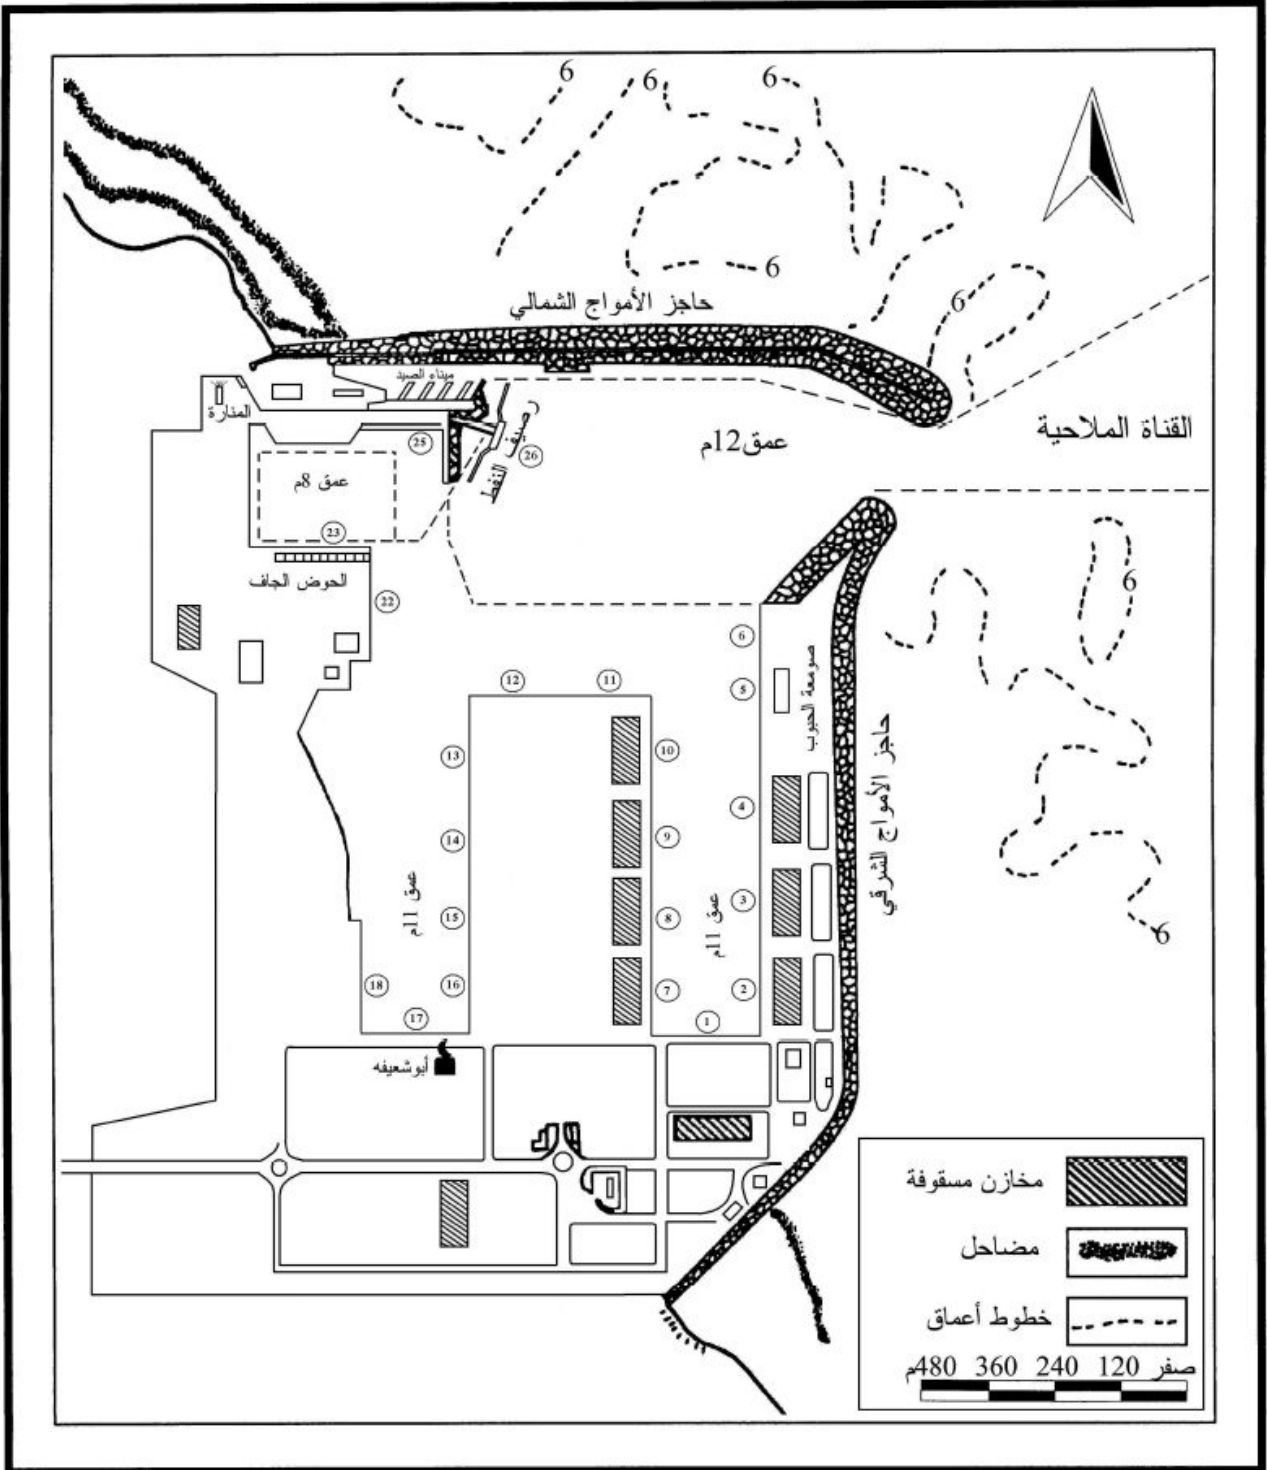 6
6
6
6
6
حاجز الأمواج الشمالي
ميناء الصيد
المنارة
رصيف النفط
القناة الملاحية
عمق12م
25
26
عمق 8م
23
الحوض الجاف
22
6
6
5
صومعة الحبوب
12
11
13
10
4
حاجز الأمواج الشرقي
14
9
عمق 11م
عمق 11م
3
15
8
6
18
16
7
2
17
1
أبوشعيفه
مخازن مسقوفة
مضاحل
خطوط أعماق
صفر 120 240 360 480م